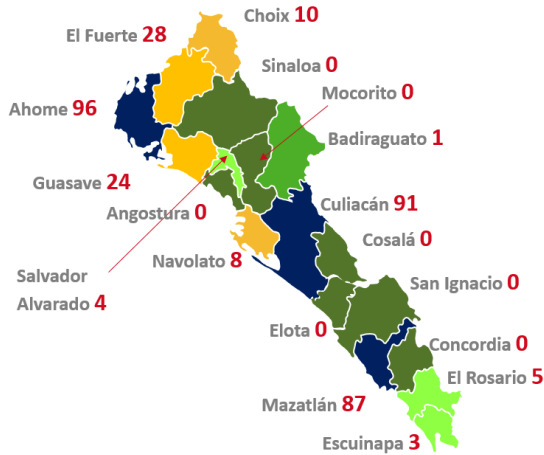 Choix 10
El Fuerte 28
Sinaloa 0
Mocorito 0
Ahome 96
Badiraguato 1
Guasave 24
Culiacán 91
Angostura 0
Cosalá 0
Navolato 8
Salvador
Alvarado 4
San Ignacio 0
Elota 0
Concordia 0
El Rosario 5
Mazatlán 87
Escuinapa 3